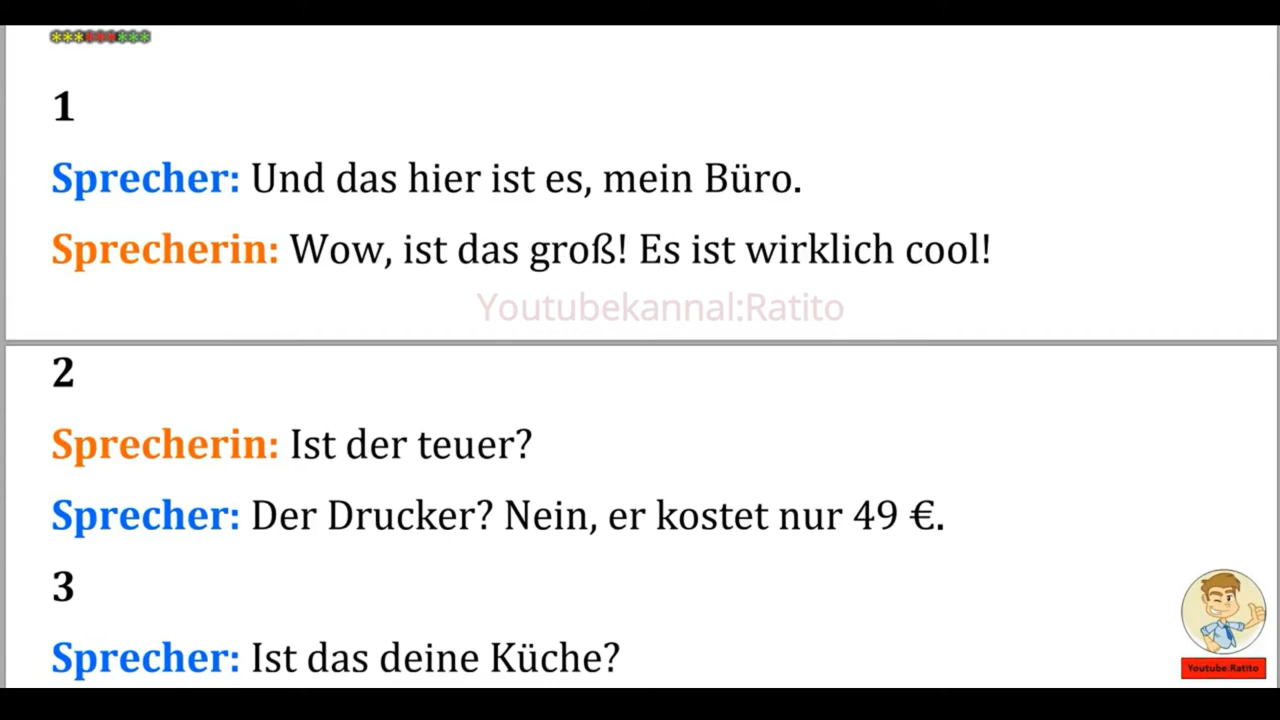 1
Sprecher: Und das hier ist es, mein Büro.
Sprecherin: Wow, ist das groß! Es ist wirklich cool!
Youtubekannal:Ratito
2
Sprecherin: Ist der teuer?
Sprecher: Der Drucker? Nein, er kostet nur 49 €.
3
Sprecher: Ist das deine Küche?
Youtube:Ratito